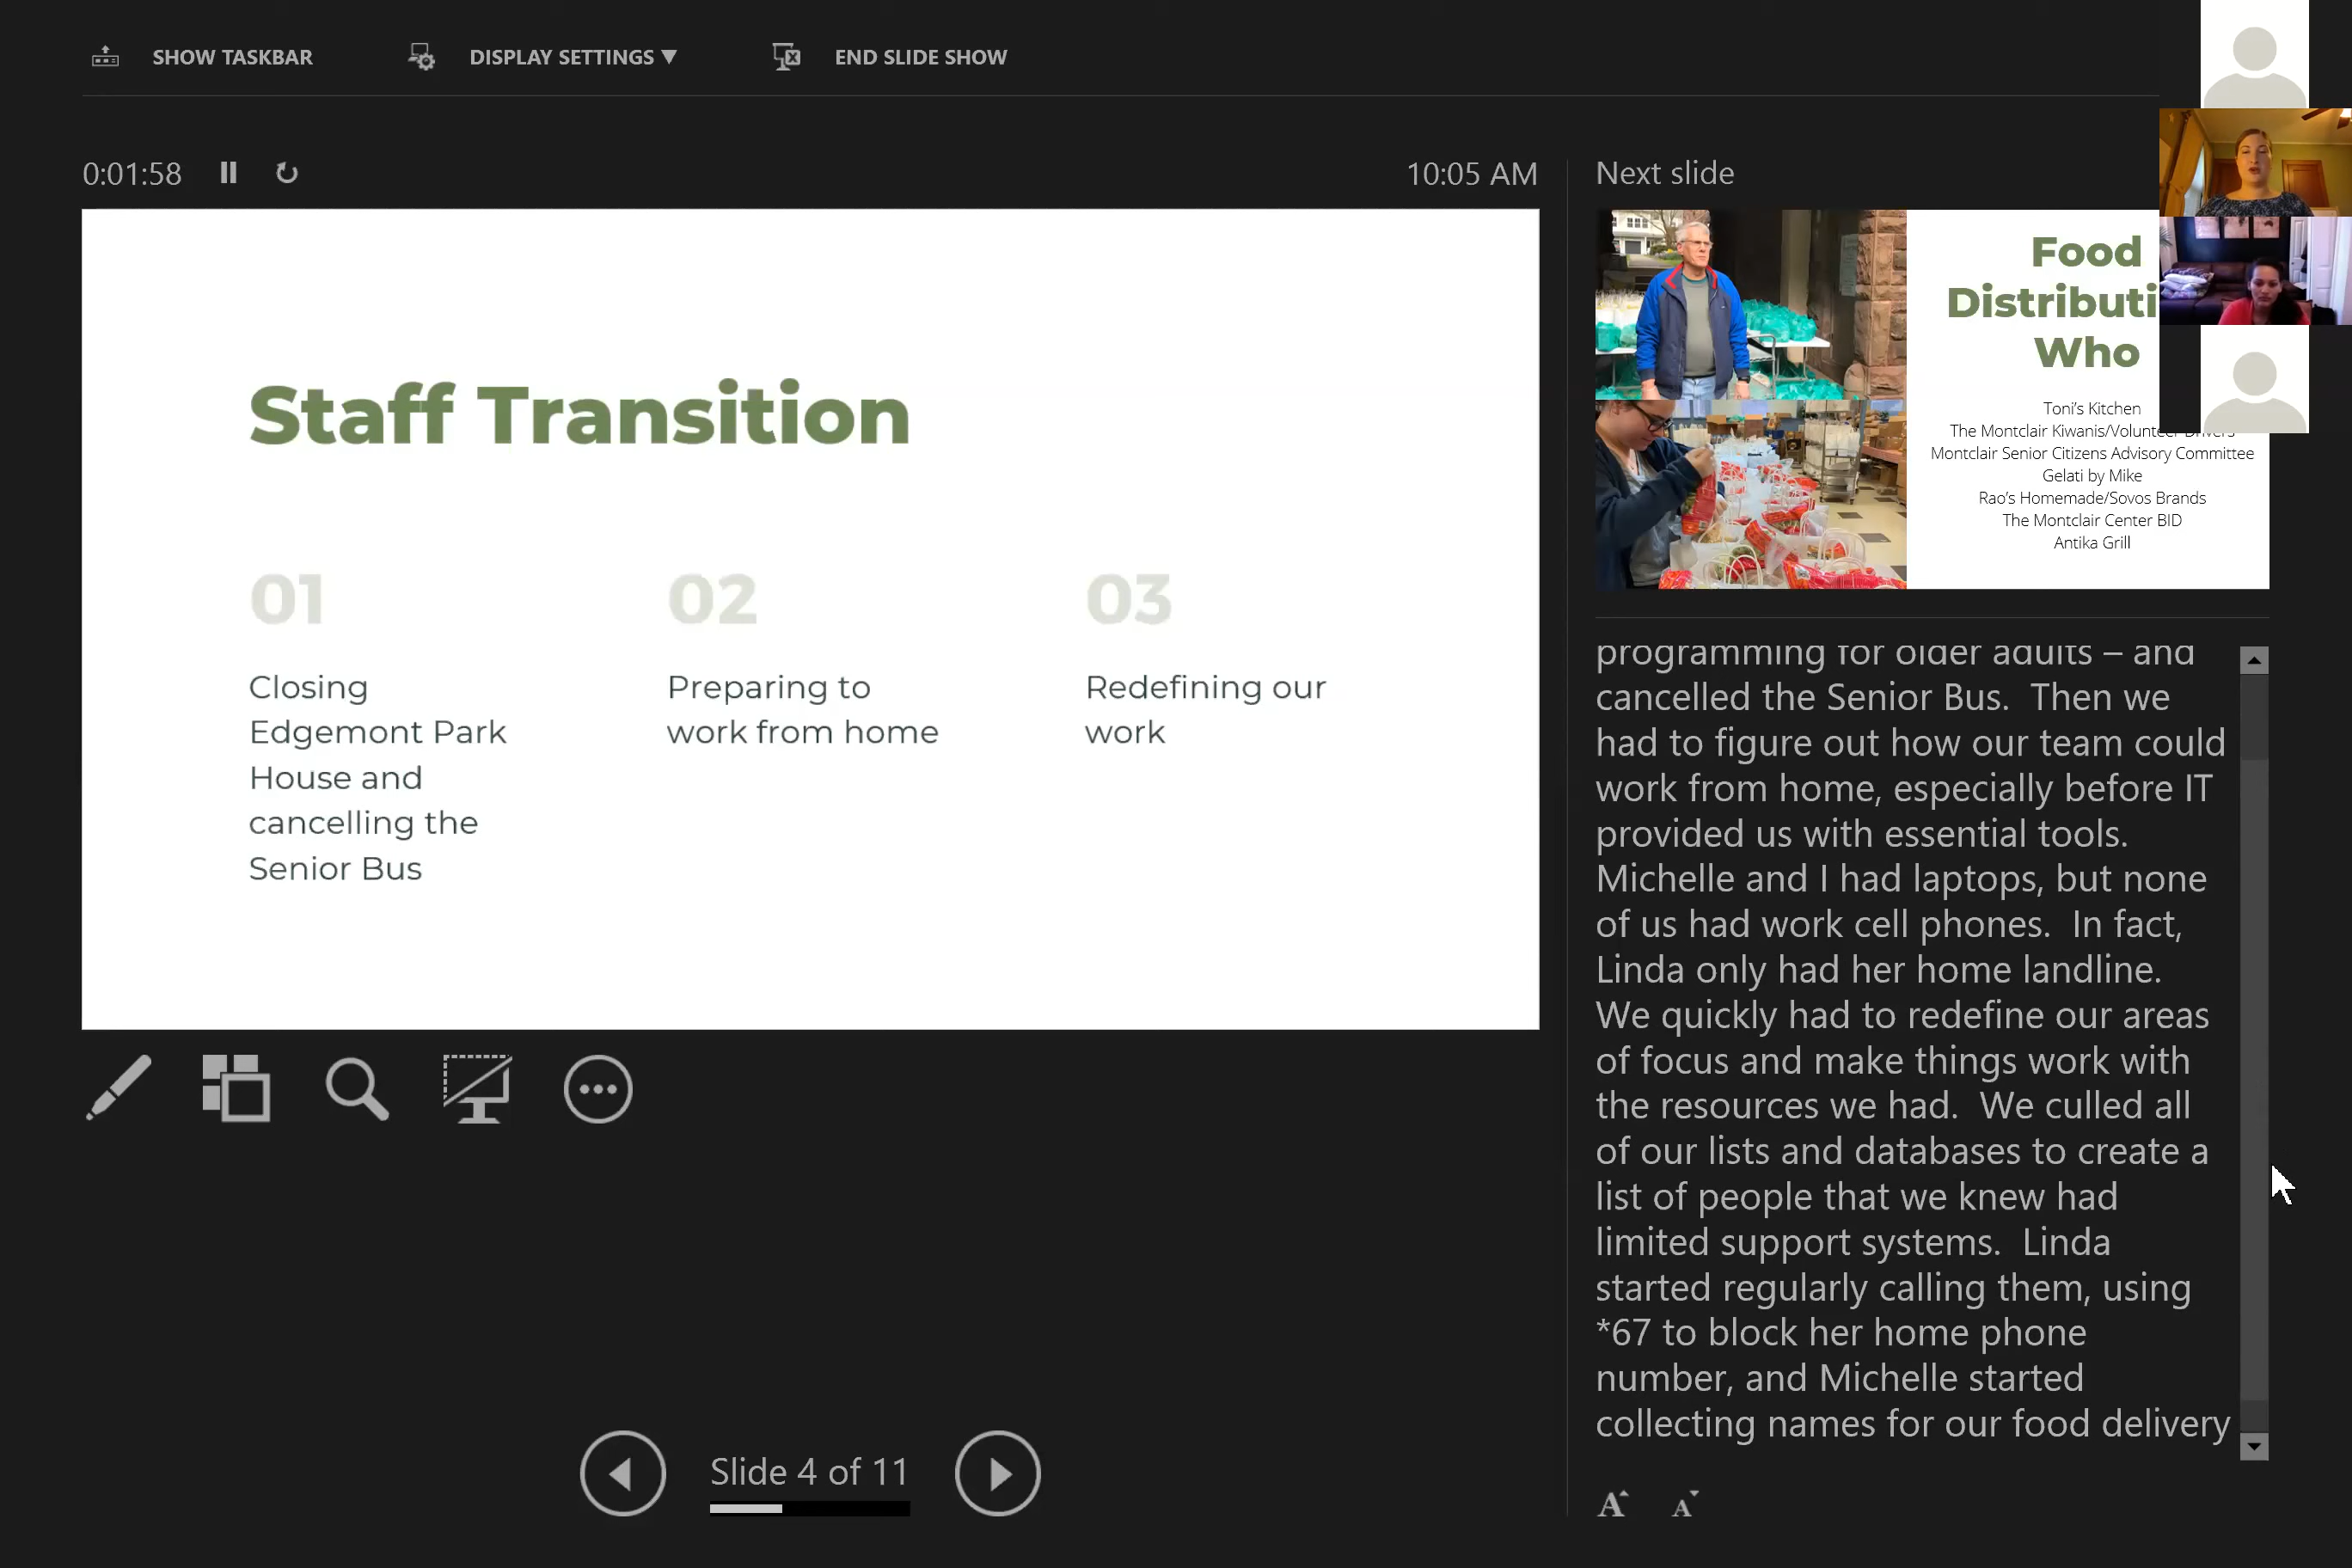 SHOW TASKBAR
DISPLAY SETTINGS ▼
END SLIDE SHOW
0:01:58
10:05 AM
Staff Transition
01
Closing
Edgemont Park
House and
cancelling the
Senior Bus
02
Preparing to
work from home
03
Redefining our
work
Slide 4 of 11
Next slide
Food
Distributi
Who
Toni's Kitchen
The Montclair Kiwanis/Volunteer Drivers
Montclair Senior Citizens Advisory Committee
Gelati by Mike
Rao's Homemade/Sovos Brands
The Montclair Center BID
Antika Grill
programming for older adults – and
cancelled the Senior Bus.  Then we
had to figure out how our team could
work from home, especially before IT
provided us with essential tools.
Michelle and I had laptops, but none
of us had work cell phones.  In fact,
Linda only had her home landline.
We quickly had to redefine our areas
of focus and make things work with
the resources we had.  We culled all
of our lists and databases to create a
list of people that we knew had
limited support systems.  Linda
started regularly calling them, using
*67 to block her home phone
number, and Michelle started
collecting names for our food delivery
A A